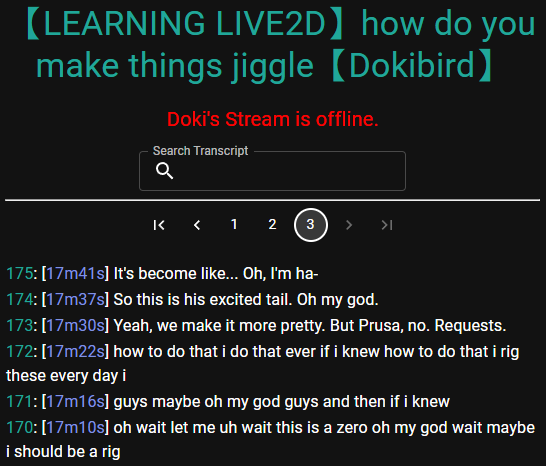 【LEARNING LIVE2D】how do you
make things jiggle【Dokibird】
Doki's Stream is offline.
Search Transcript
1 2 3
175: [17m41s] It's become like... Oh, I'm ha-
174: [17m37s] So this is his excited tail. Oh my god.
173: [17m30s] Yeah, we make it more pretty. But Prusa, no. Requests.
172: [17m22s] how to do that i do that ever if i knew how to do that i rig
these every day i
171: [17m16s] guys maybe oh my god guys and then if i knew
170: [17m10s] oh wait let me uh wait this is a zero oh my god wait maybe
i should be a rig